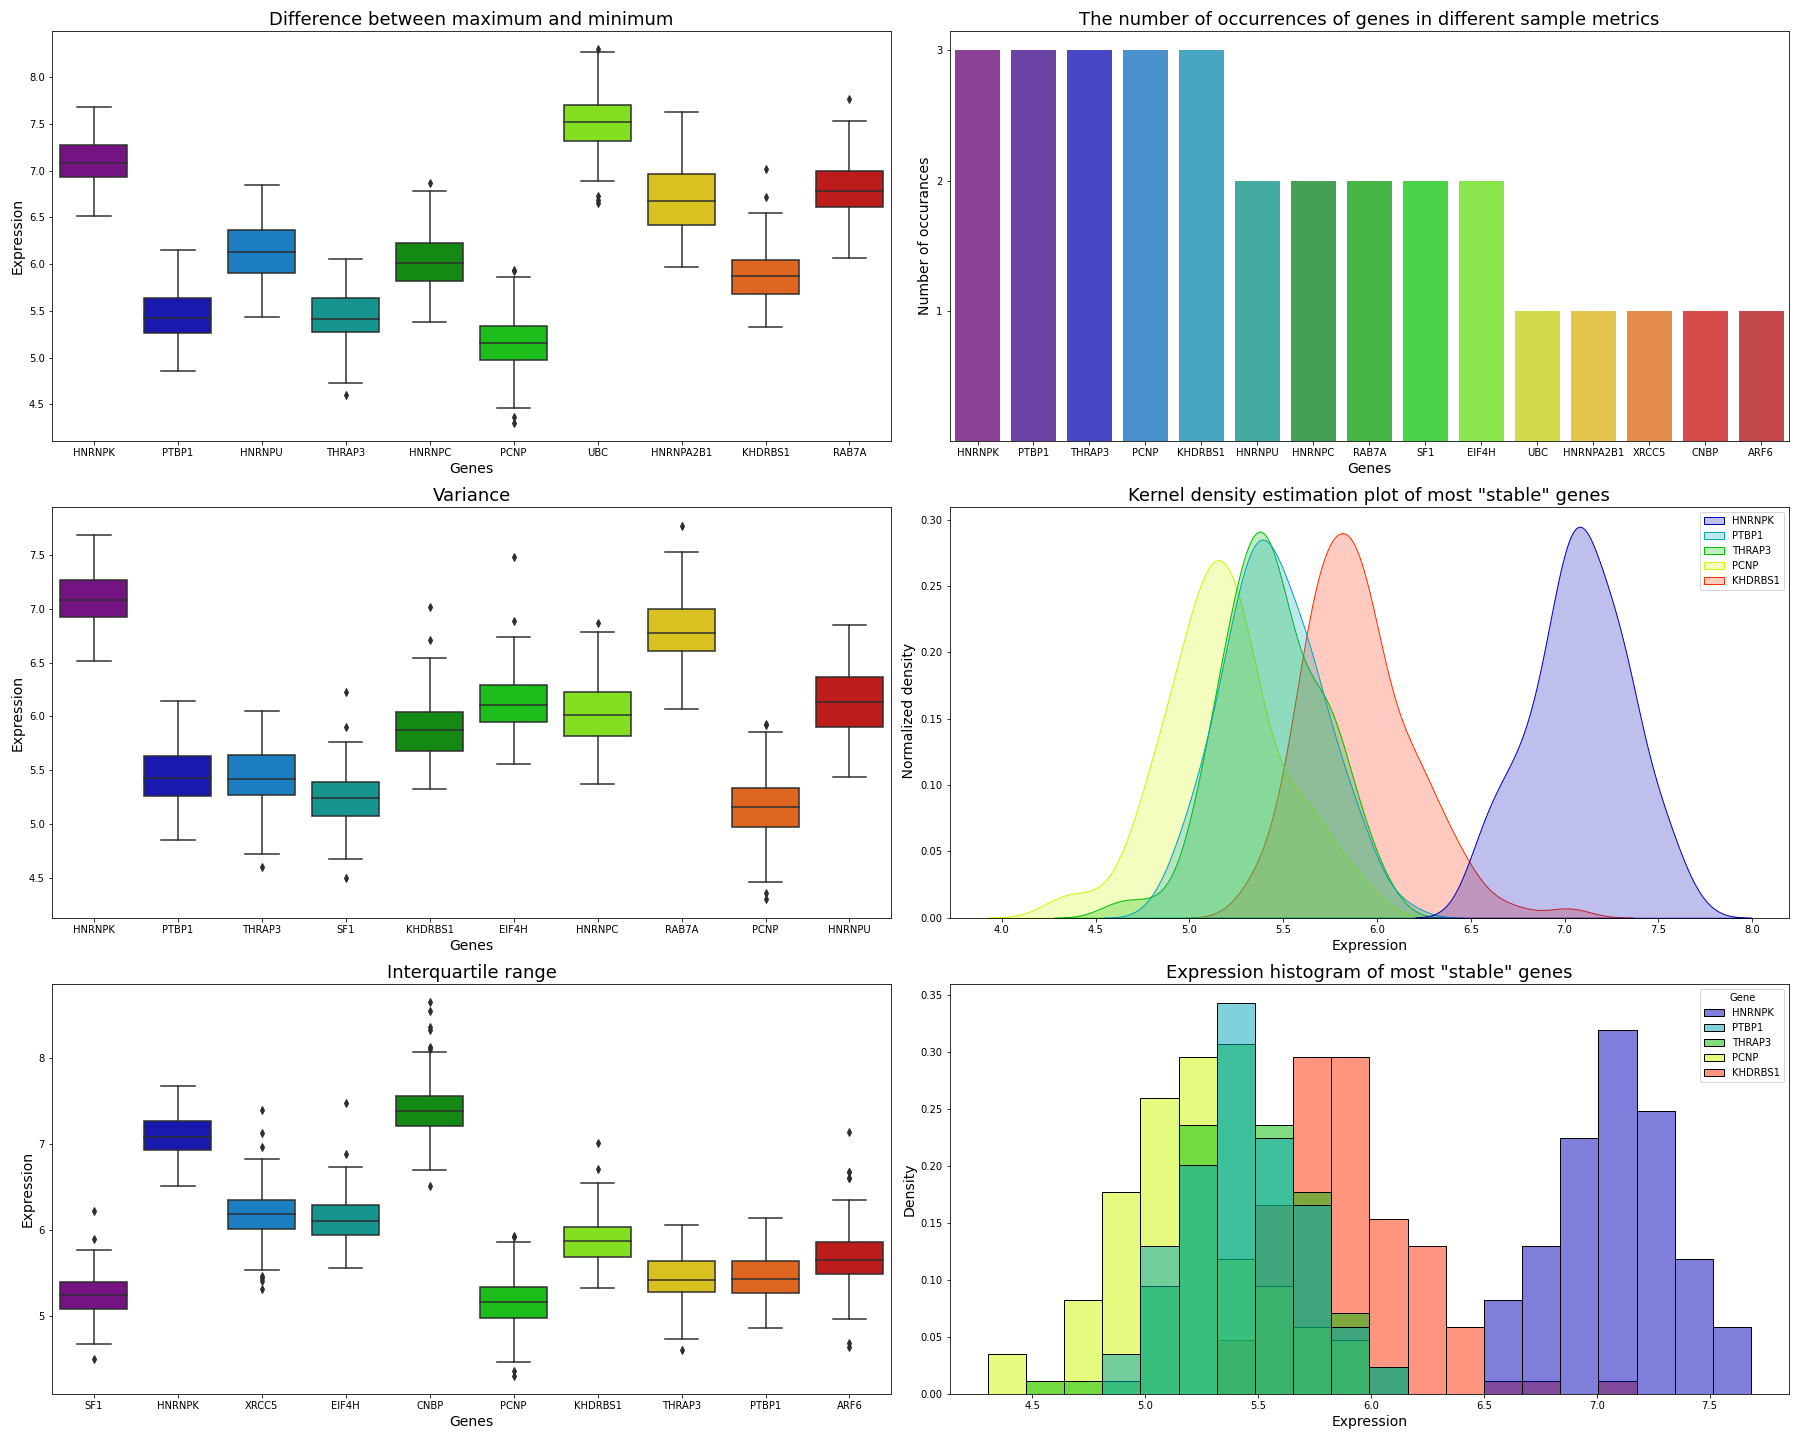 Difference between maximum and minimum
Expression
8.0
7.5
7.0
6.5
6.0
5.5
5.0
4.5
HNRNPK PTBP1 HNRNPU THRAP3 HNRNPC PCNP UBC HNRNPA2B1 KHDRBS1 RAB7A
Genes
The number of occurrences of genes in different sample metrics
Number of occurances
3
2
1
HNRNPK PTBP1 THRAP3 PCNP KHDRBS1 HNRNPU HNRNPC RAB7A SF1 EIF4H UBC HNRNPA2B1 XRCC5 CNBP ARF6
Genes
Variance
Expression
7.5
7.0
6.5
6.0
5.5
5.0
4.5
HNRNPK PTBP1 THRAP3 SF1 KHDRBS1 EIF4H HNRNPC RAB7A PCNP HNRNPU
Genes
Kernel density estimation plot of most "stable" genes
Normalized density
0.30
0.25
0.20
0.15
0.10
0.05
0.00
HNRNPK
PTBP1
THRAP3
PCNP
KHDRBS1
4.0 4.5 5.0 5.5 6.0 6.5 7.0 7.5 8.0
Expression
Interquartile range
Expression
8
7
6
5
SF1 HNRNPK XRCC5 EIF4H CNBP PCNP KHDRBS1 THRAP3 PTBP1 ARF6
Genes
Expression histogram of most "stable" genes
Density
0.35
0.30
0.25
0.20
0.15
0.10
0.05
0.00
Gene
HNRNPK
PTBP1
THRAP3
PCNP
KHDRBS1
4.5 5.0 5.5 6.0 6.5 7.0 7.5
Expression